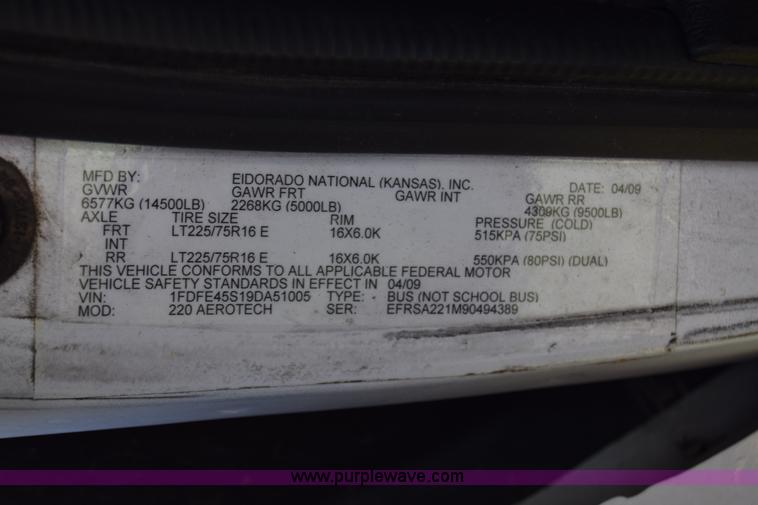 MFD BY: EIDORADO NATIONAL (KANSAS), INC. DATE: 04/09
GVWR GAWR FRT GAWR INT GAWR RR
6577KG (14500LB) 2268KG (5000LB) 4309KG (9500LB)
AXLE TIRE SIZE RIM PRESSURE (COLD)
FRT LT225/75R16 E 16X6.0K 515KPA (75PSI)
INT
RR LT225/75R16 E 16X6.0K 550KPA (80PSI) (DUAL)
THIS VEHICLE CONFORMS TO ALL APPLICABLE FEDERAL MOTOR
VEHICLE SAFETY STANDARDS IN EFFECT IN 04/09
VIN: 1FDFE45S19DA51005 TYPE: BUS (NOT SCHOOL BUS)
MOD: 220 AEROTECH SER: EFRSA221M90494389
www.purplewave.com